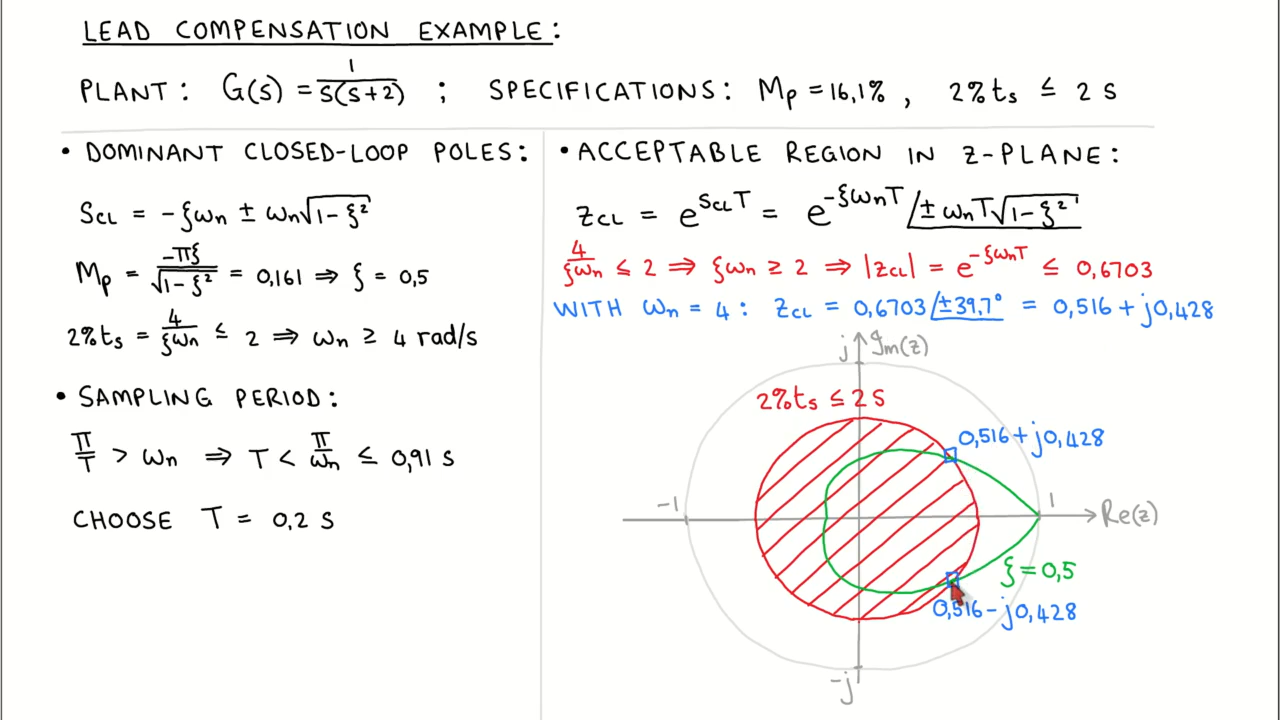 LEAD COMPENSATION EXAMPLE:
PLANT: G(s) = 1/s(s+2) ; SPECIFICATIONS: Mp = 16,1% , 2% ts ≤ 2 s
• DOMINANT CLOSED-LOOP POLES:
SCL = -ξωn ± ωn√1-ξ²
Mp = -πξ/√1-ξ² = 0,161 ⇒ ξ = 0,5
2% ts = 4/ξωn ≤ 2 ⇒ ωn ≥ 4 rad/s
• SAMPLING PERIOD:
π/T > ωn ⇒ T < π/ωn ≤ 0,91 s
CHOOSE T = 0,2 s
• ACCEPTABLE REGION IN Z-PLANE:
ZCL = e^SCLT = e^-ξωnT /±ωnT√1-ξ²
4/ξωn ≤ 2 ⇒ ξωn ≥ 2 ⇒ |ZCL| = e^-ξωnT ≤ 0,6703
WITH ωn = 4: ZCL = 0,6703 /±39,7° = 0,516 + j0,428
j Im(z)
2% ts ≤ 2 s
0,516 + j0,428
-1
1
Re(z)
ξ = 0,5
0,516 - j0,428
-j